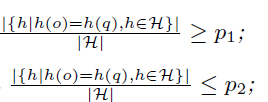 |{h|h(o)=h(q),h∈ℋ}| / |ℋ| ≥ p₁;
|{h|h(o)=h(q),h∈ℋ}| / |ℋ| ≤ p₂;